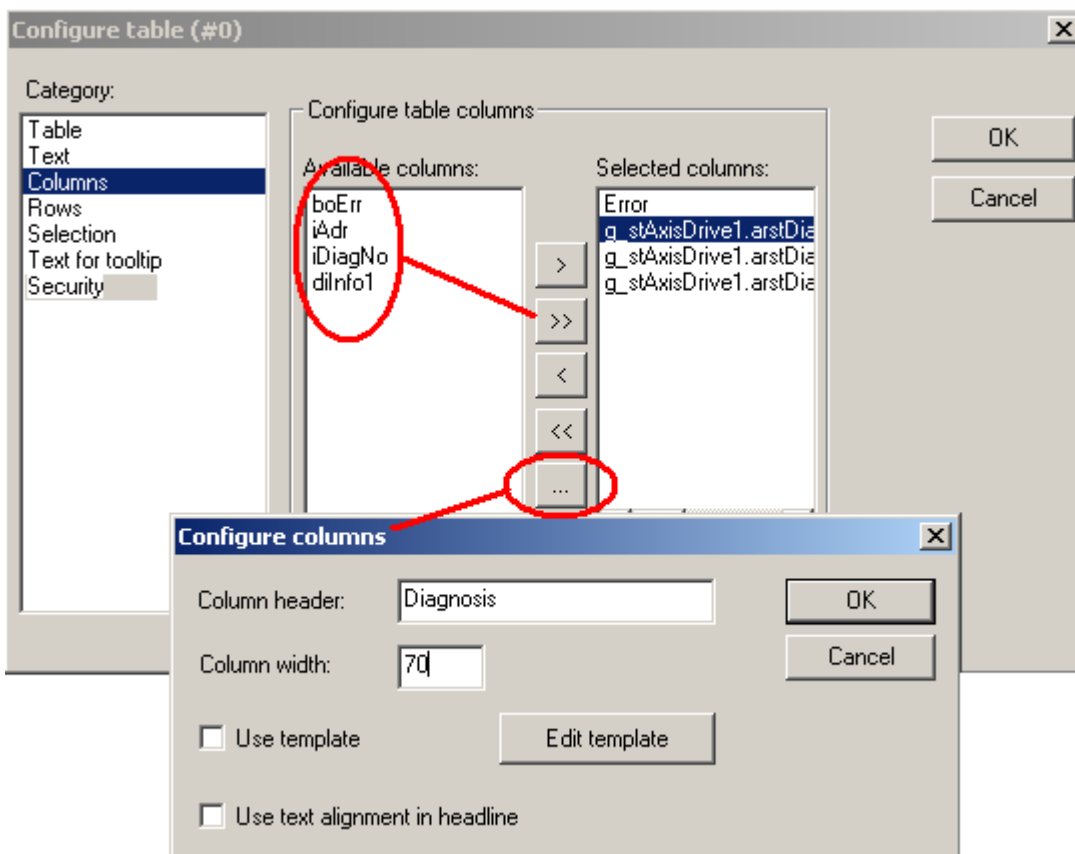 Configure table (#0)
Category:
Table
Text
Columns
Rows
Selection
Text for tooltip
Security
Configure table columns
Available columns:
boErr
iAdr
iDiagNo
diInfo1
>
>>
<
<<
...
Selected columns:
Error
g_stAxisDrive1.arstDia
g_stAxisDrive1.arstDia
g_stAxisDrive1.arstDia
OK
Cancel
Configure columns
Column header:
Diagnosis
OK
Column width:
70
Cancel
Use template
Edit template
Use text alignment in headline